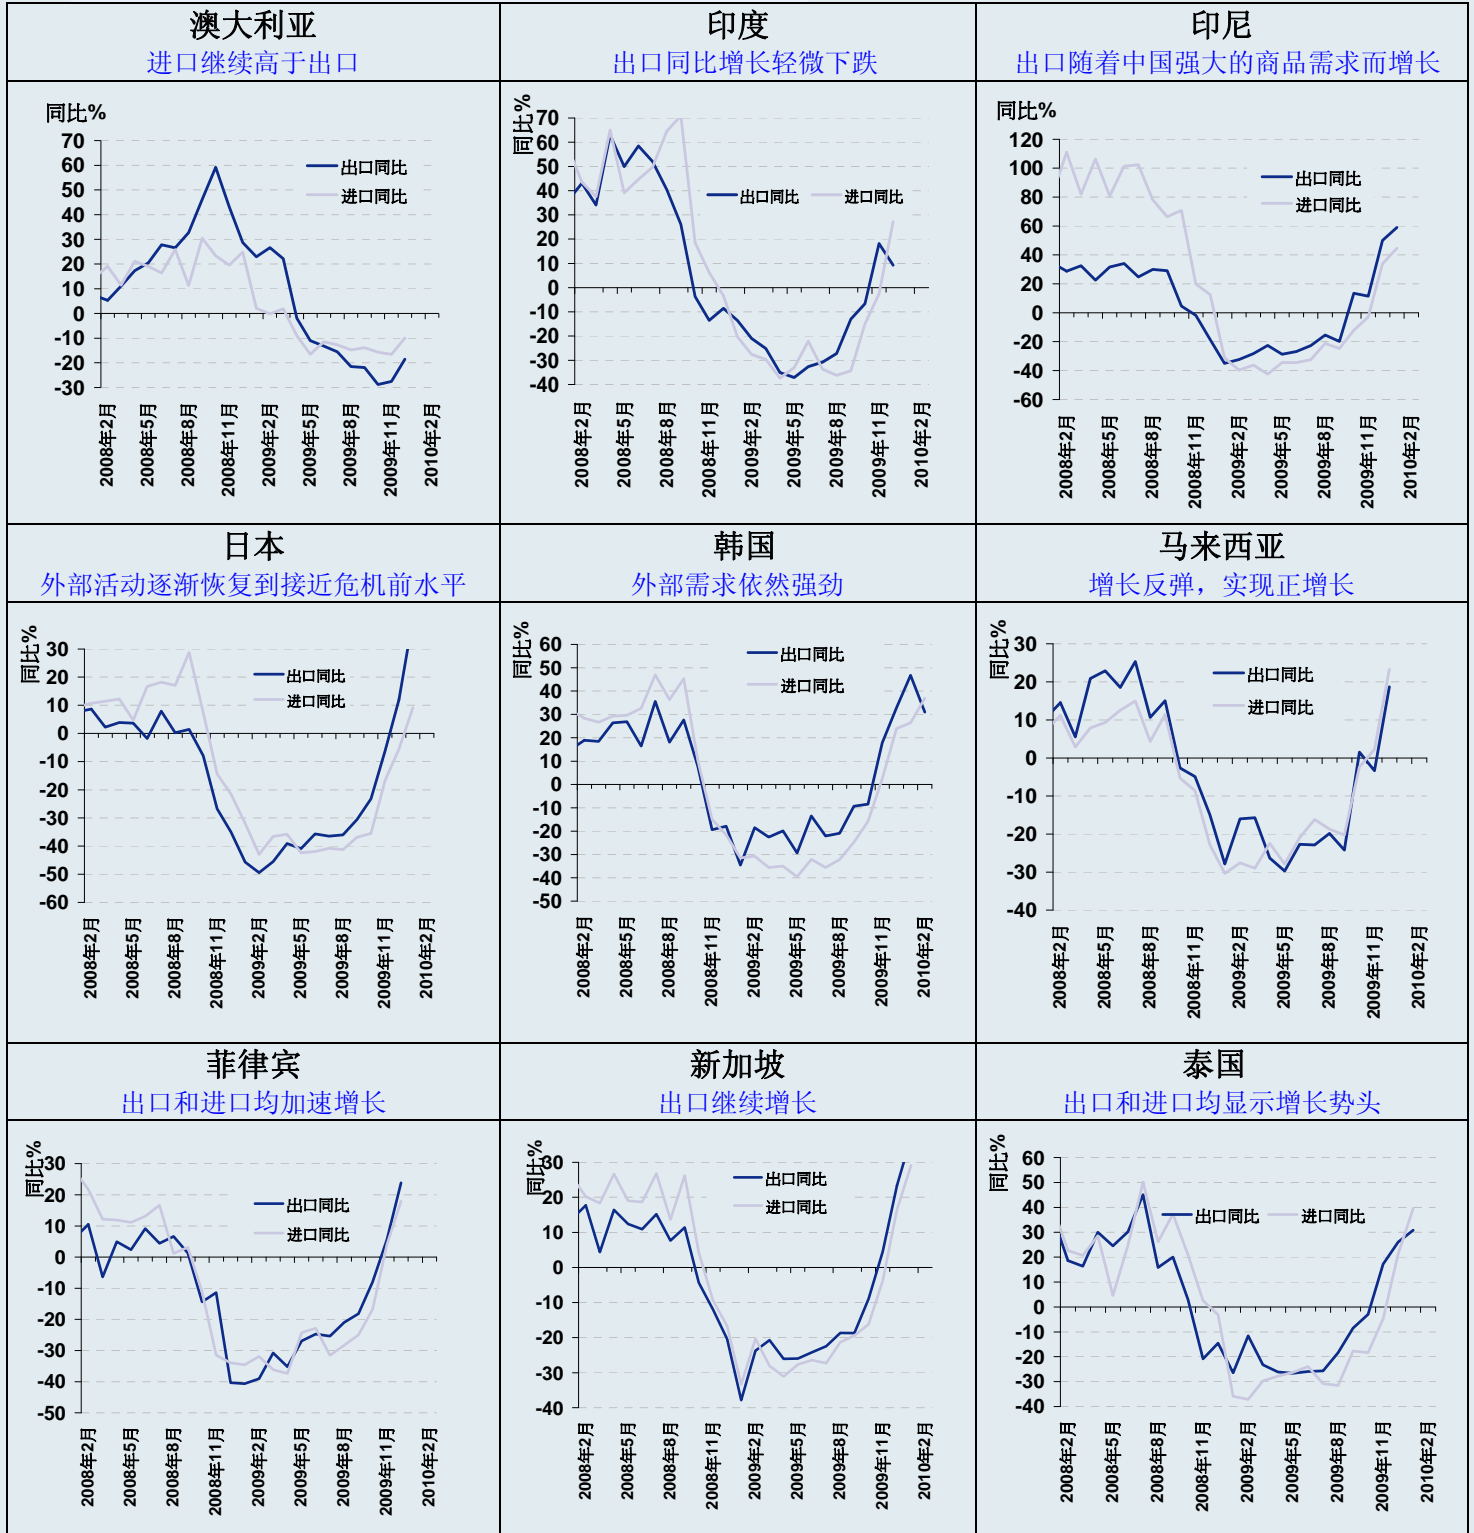 澳大利亚
进口继续高于出口
同比%
70
60
50
40
30
20
10
0
-10
-20
-30
出口同比
进口同比
2008年2月
2008年5月
2008年8月
2008年11月
2009年2月
2009年5月
2009年8月
2009年11月
2010年2月
印度
出口同比增长轻微下跌
同比%
70
60
50
40
30
20
10
0
-10
-20
-30
-40
出口同比
进口同比
2008年2月
2008年5月
2008年8月
2008年11月
2009年2月
2009年5月
2009年8月
2009年11月
2010年2月
印尼
出口随着中国强大的商品需求而增长
同比%
120
100
80
60
40
20
0
-20
-40
-60
出口同比
进口同比
2008年2月
2008年5月
2008年8月
2008年11月
2009年2月
2009年5月
2009年8月
2009年11月
2010年2月
日本
外部活动逐渐恢复到接近危机前水平
同比%
30
20
10
0
-10
-20
-30
-40
-50
-60
出口同比
进口同比
2008年2月
2008年5月
2008年8月
2008年11月
2009年2月
2009年5月
2009年8月
2009年11月
2010年2月
韩国
外部需求依然强劲
同比%
60
50
40
30
20
10
0
-10
-20
-30
-40
-50
出口同比
进口同比
2008年2月
2008年5月
2008年8月
2008年11月
2009年2月
2009年5月
2009年8月
2009年11月
2010年2月
马来西亚
增长反弹，实现正增长
同比%
30
20
10
0
-10
-20
-30
-40
出口同比
进口同比
2008年2月
2008年5月
2008年8月
2008年11月
2009年2月
2009年5月
2009年8月
2009年11月
2010年2月
菲律宾
出口和进口均加速增长
同比%
30
20
10
0
-10
-20
-30
-40
-50
出口同比
进口同比
2008年2月
2008年5月
2008年8月
2008年11月
2009年2月
2009年5月
2009年8月
2009年11月
2010年2月
新加坡
出口继续增长
同比%
30
20
10
0
-10
-20
-30
-40
出口同比
进口同比
2008年2月
2008年5月
2008年8月
2008年11月
2009年2月
2009年5月
2009年8月
2009年11月
2010年2月
泰国
出口和进口均显示增长势头
同比%
60
50
40
30
20
10
0
-10
-20
-30
-40
出口同比
进口同比
2008年2月
2008年5月
2008年8月
2008年11月
2009年2月
2009年5月
2009年8月
2009年11月
2010年2月